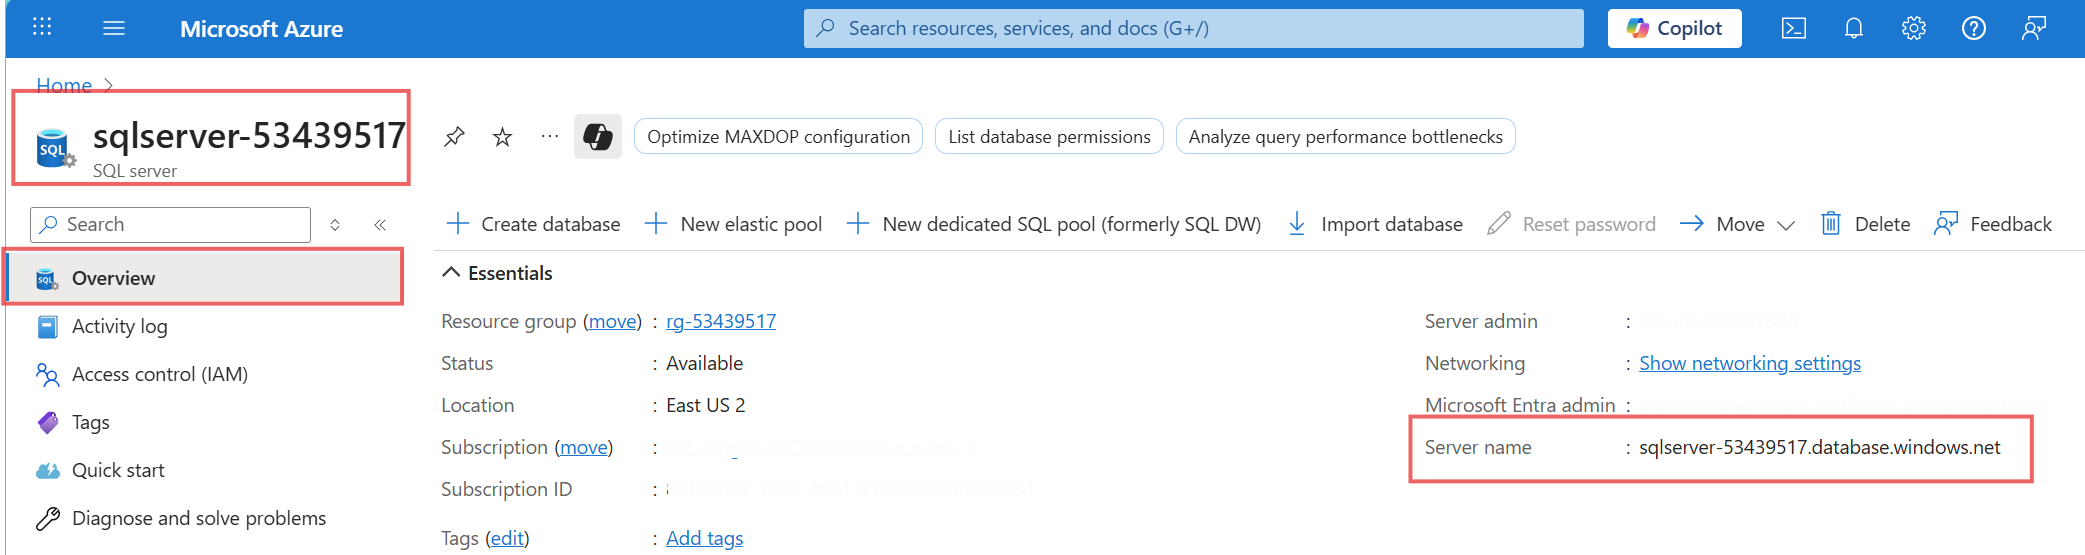 Microsoft Azure
Search resources, services, and docs (G+/)
Copilot
Home >
sqlserver-53439517
SQL server
SQL
Optimize MAXDOP configuration
List database permissions
Analyze query performance bottlenecks
Search
Create database
New elastic pool
New dedicated SQL pool (formerly SQL DW)
Import database
Reset password
Move
Delete
Feedback
Overview
Activity log
Access control (IAM)
Tags
Quick start
Diagnose and solve problems
Essentials
Resource group (move) : rg-53439517
Status : Available
Location : East US 2
Subscription (move) :
Subscription ID :
Tags (edit) : Add tags
Server admin :
Networking : Show networking settings
Microsoft Entra admin :
Server name : sqlserver-53439517.database.windows.net